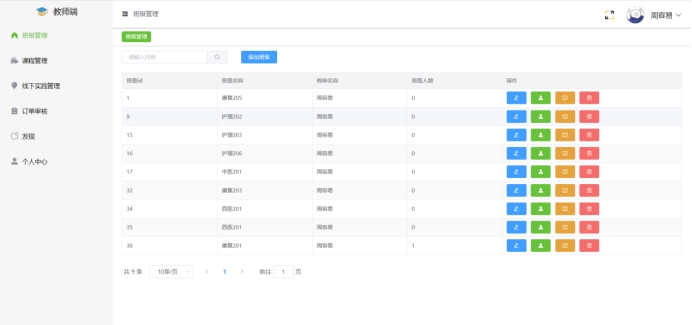 教师端
班级管理
周容易
班级管理
课程管理
线下实践管理
订单审核
发现
个人中心
班级管理
请输入内容
添加班级
班级id 班级名称 教师名称 班级人数 操作
1 康复205 周容易 0
9 护理202 周容易 0
15 护理203 周容易 0
16 护理206 周容易 0
17 中医201 周容易 0
32 康复203 周容易 0
34 西医201 周容易 0
35 西医201 周容易 0
36 康复201 周容易 1
共 9 条 10条/页 1 前往 1 页